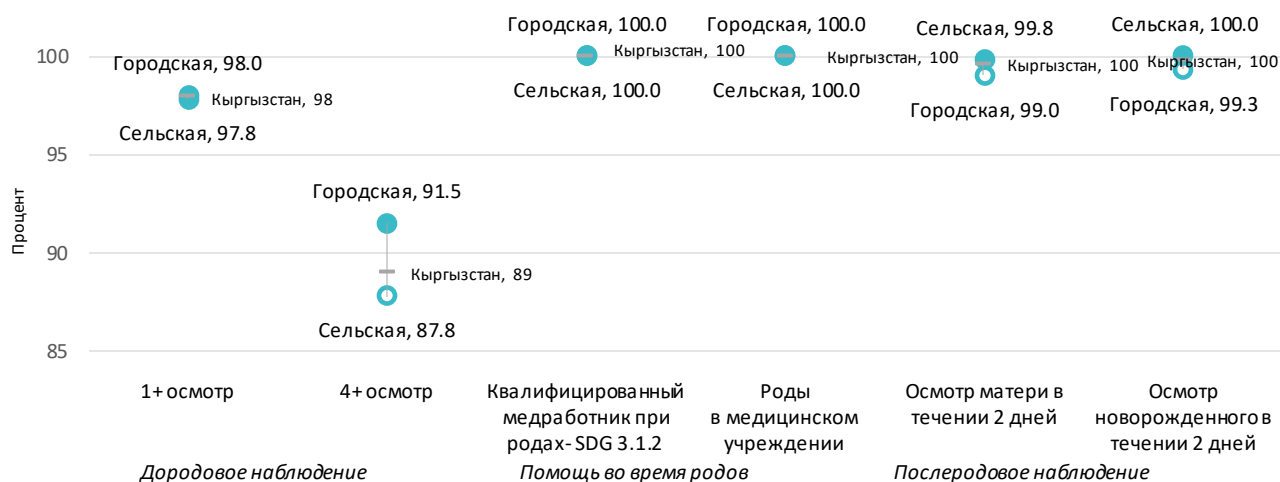 Городская, 100.0
Городская, 100.0
Сельская, 99.8
Сельская, 100.0
100
Городская, 98.0
Кыргызстан, 100
Кыргызстан, 100
Кыргызстан, 100
Кыргызстан, 100
Кыргызстан, 98
Сельская, 100.0
Сельская, 100.0
Городская, 99.0
Городская, 99.3
Сельская, 97.8
95
Процент
Городская, 91.5
90
Кыргызстан, 89
Сельская, 87.8
85
1+ осмотр
4+ осмотр
Квалифицированный
медработник при
родах- SDG 3.1.2
Роды
в медицинском
учреждении
Осмотр матери в
течении 2 дней
Осмотр
новорожденного в
течении 2 дней
Дородовое наблюдение
Помощь во время родов
Послеродовое наблюдение